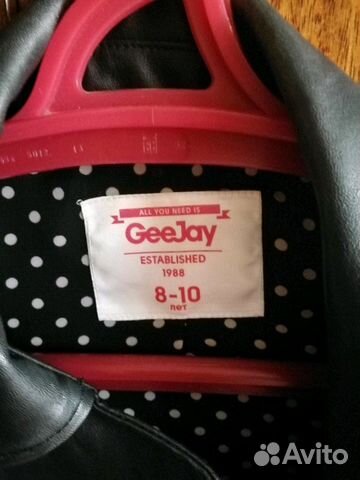 ALL YOU NEED IS
GeeJay
ESTABLISHED
1988
8-10
лет
Avito